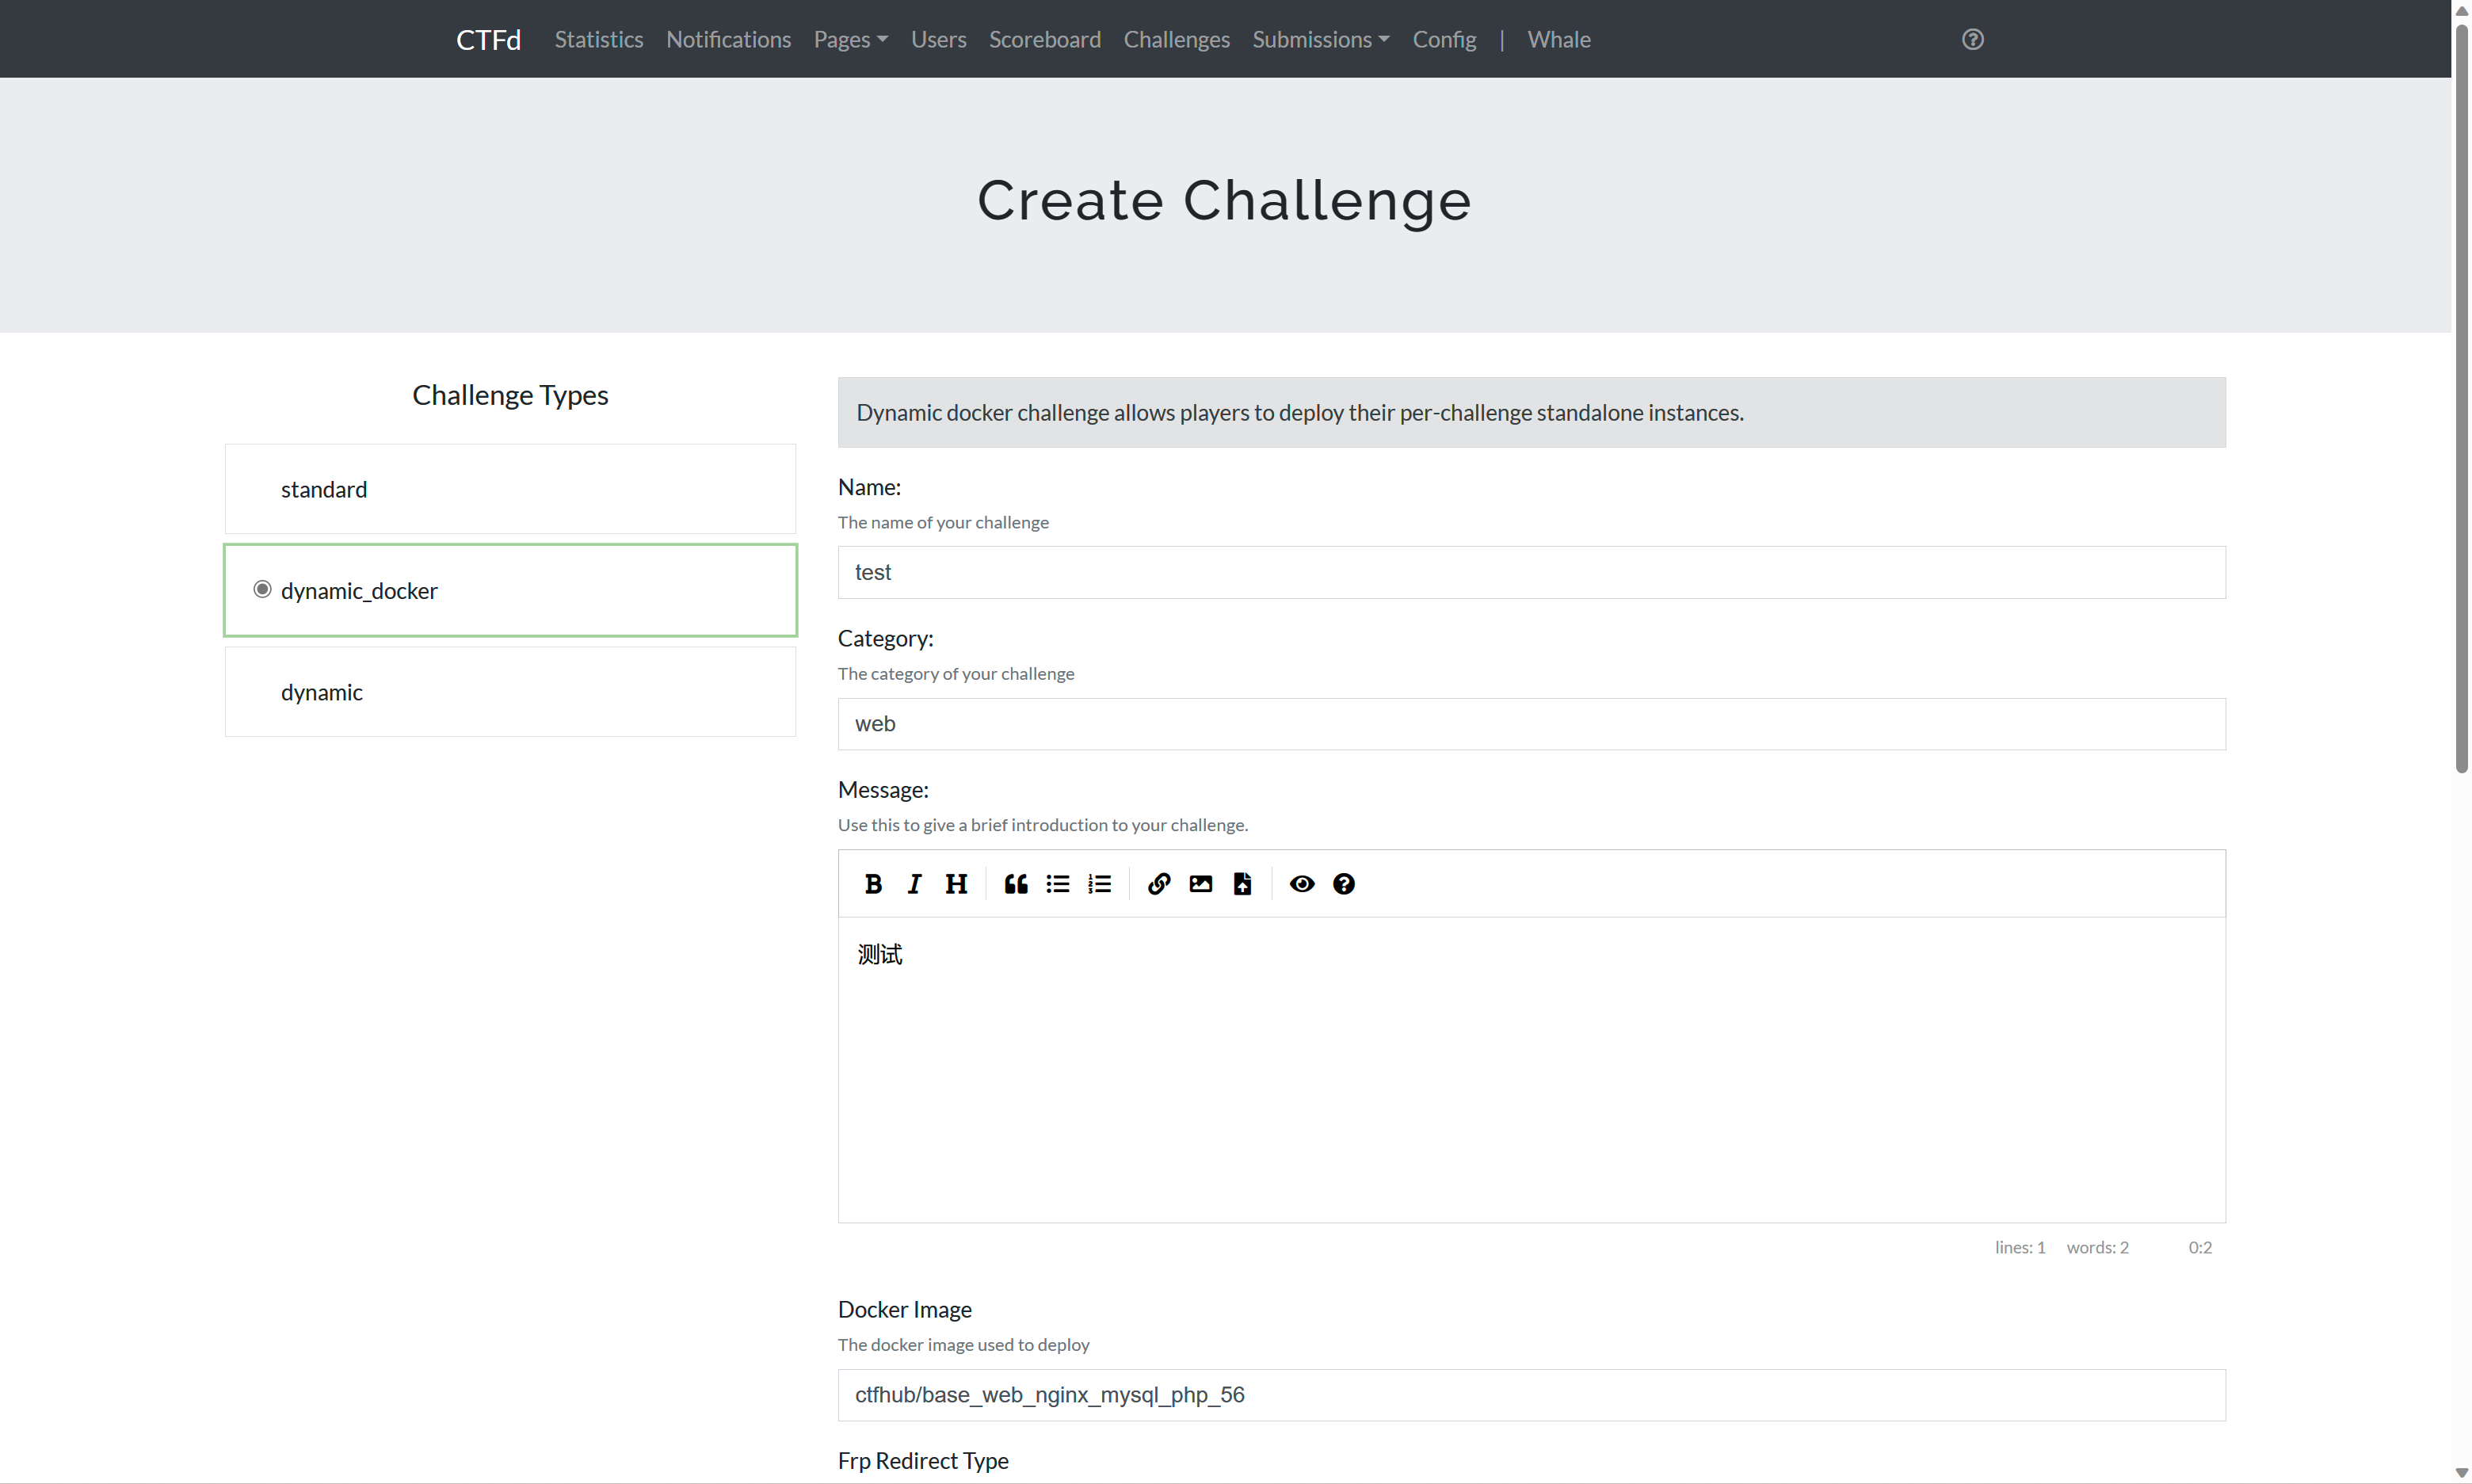 CTFd Statistics Notifications Pages Users Scoreboard Challenges Submissions Config | Whale
Create Challenge
Challenge Types
standard
dynamic_docker
dynamic
Dynamic docker challenge allows players to deploy their per-challenge standalone instances.
Name:
The name of your challenge
test
Category:
The category of your challenge
web
Message:
Use this to give a brief introduction to your challenge.
B I H
测试
lines: 1 words: 2 0:2
Docker Image
The docker image used to deploy
ctfhub/base_web_nginx_mysql_php_56
Frp Redirect Type